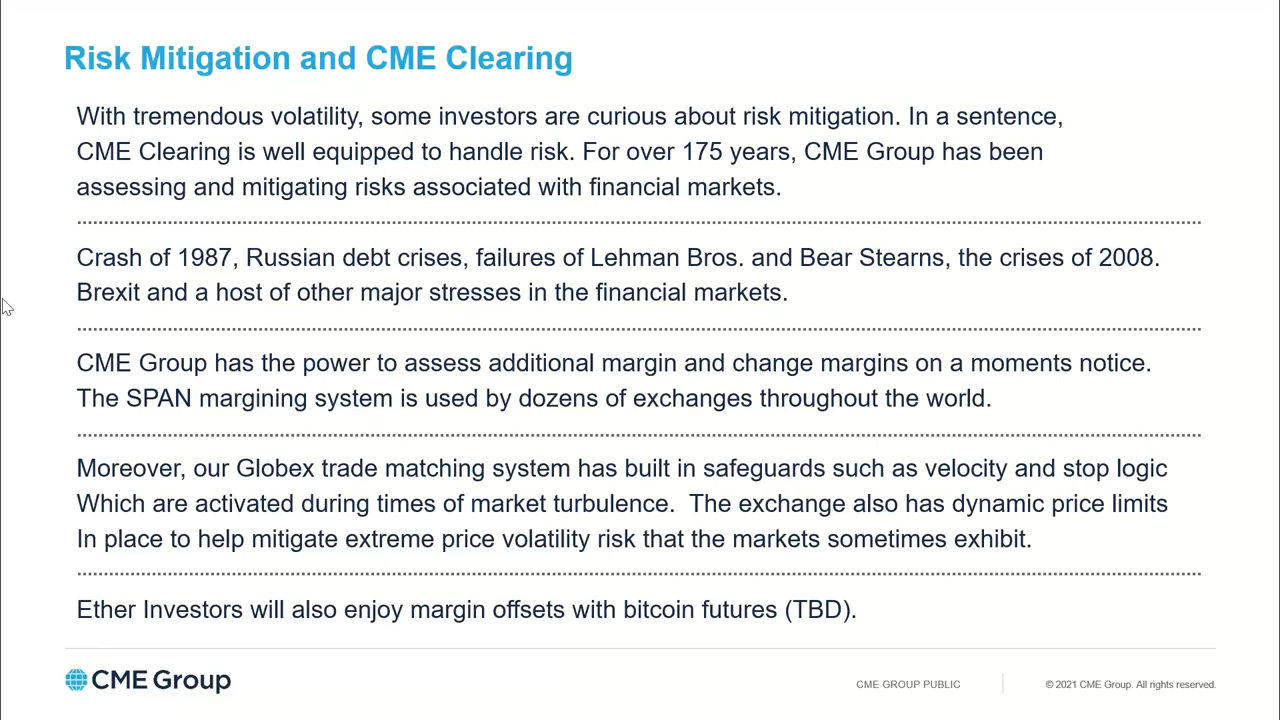 Risk Mitigation and CME Clearing
With tremendous volatility, some investors are curious about risk mitigation. In a sentence,
CME Clearing is well equipped to handle risk. For over 175 years, CME Group has been
assessing and mitigating risks associated with financial markets.
Crash of 1987, Russian debt crises, failures of Lehman Bros. and Bear Stearns, the crises of 2008.
Brexit and a host of other major stresses in the financial markets.
CME Group has the power to assess additional margin and change margins on a moments notice.
The SPAN margining system is used by dozens of exchanges throughout the world.
Moreover, our Globex trade matching system has built in safeguards such as velocity and stop logic
Which are activated during times of market turbulence.  The exchange also has dynamic price limits
In place to help mitigate extreme price volatility risk that the markets sometimes exhibit.
Ether Investors will also enjoy margin offsets with bitcoin futures (TBD).
CME Group
CME GROUP PUBLIC
© 2021 CME Group. All rights reserved.